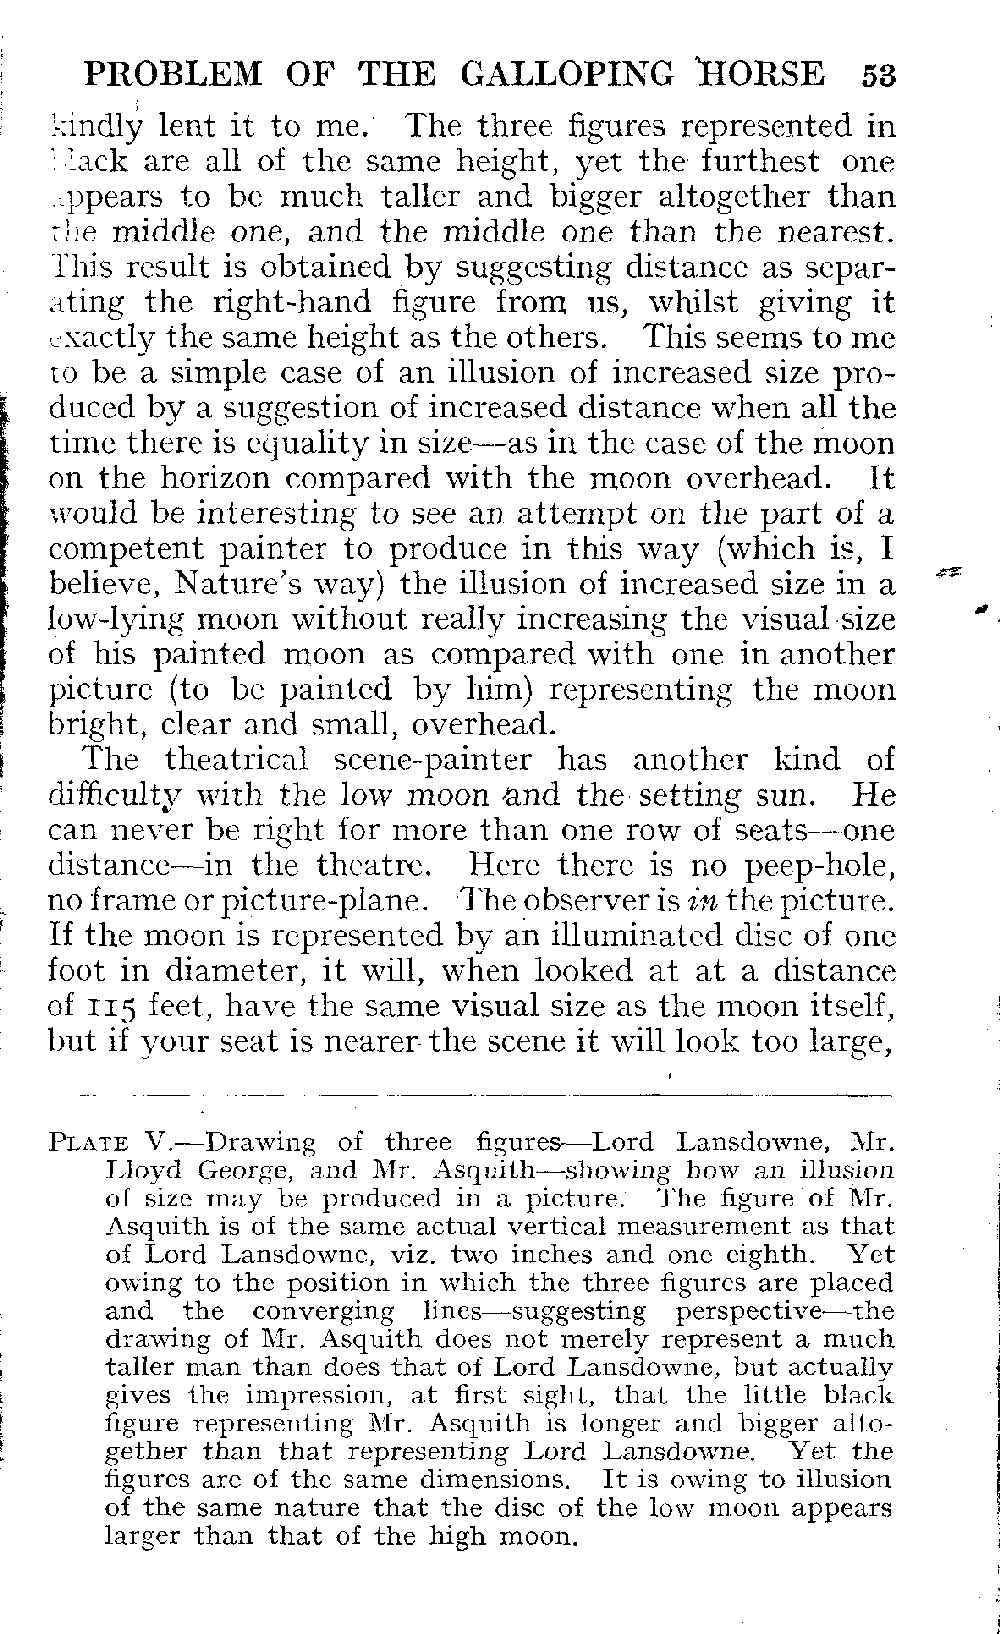 PROBLEM OF THE GALLOPING HORSE 53
kindly lent it to me. The three figures represented in
black are all of the same height, yet the furthest one
appears to be much taller and bigger altogether than
the middle one, and the middle one than the nearest.
This result is obtained by suggesting distance as separ-
ating the right-hand figure from us, whilst giving it
exactly the same height as the others. This seems to me
to be a simple case of an illusion of increased size pro-
duced by a suggestion of increased distance when all the
time there is equality in size—as in the case of the moon
on the horizon compared with the moon overhead. It
would be interesting to see an attempt on the part of a
competent painter to produce in this way (which is, I
believe, Nature's way) the illusion of increased size in a
low-lying moon without really increasing the visual size
of his painted moon as compared with one in another
picture (to be painted by him) representing the moon
bright, clear and small, overhead.
The theatrical scene-painter has another kind of
difficulty with the low moon and the setting sun. He
can never be right for more than one row of seats—one
distance—in the theatre. Here there is no peep-hole,
no frame or picture-plane. The observer is in the picture.
If the moon is represented by an illuminated disc of one
foot in diameter, it will, when looked at at a distance
of 115 feet, have the same visual size as the moon itself,
but if your seat is nearer the scene it will look too large,
PLATE V.—Drawing of three figures—Lord Lansdowne, Mr.
Lloyd George, and Mr. Asquith—showing how an illusion
of size may be produced in a picture. The figure of Mr.
Asquith is of the same actual vertical measurement as that
of Lord Lansdowne, viz. two inches and one eighth. Yet
owing to the position in which the three figures are placed
and the converging lines—suggesting perspective—the
drawing of Mr. Asquith does not merely represent a much
taller man than does that of Lord Lansdowne, but actually
gives the impression, at first sight, that the little black
figure representing Mr. Asquith is longer and bigger alto-
gether than that representing Lord Lansdowne. Yet the
figures are of the same dimensions. It is owing to illusion
of the same nature that the disc of the low moon appears
larger than that of the high moon.